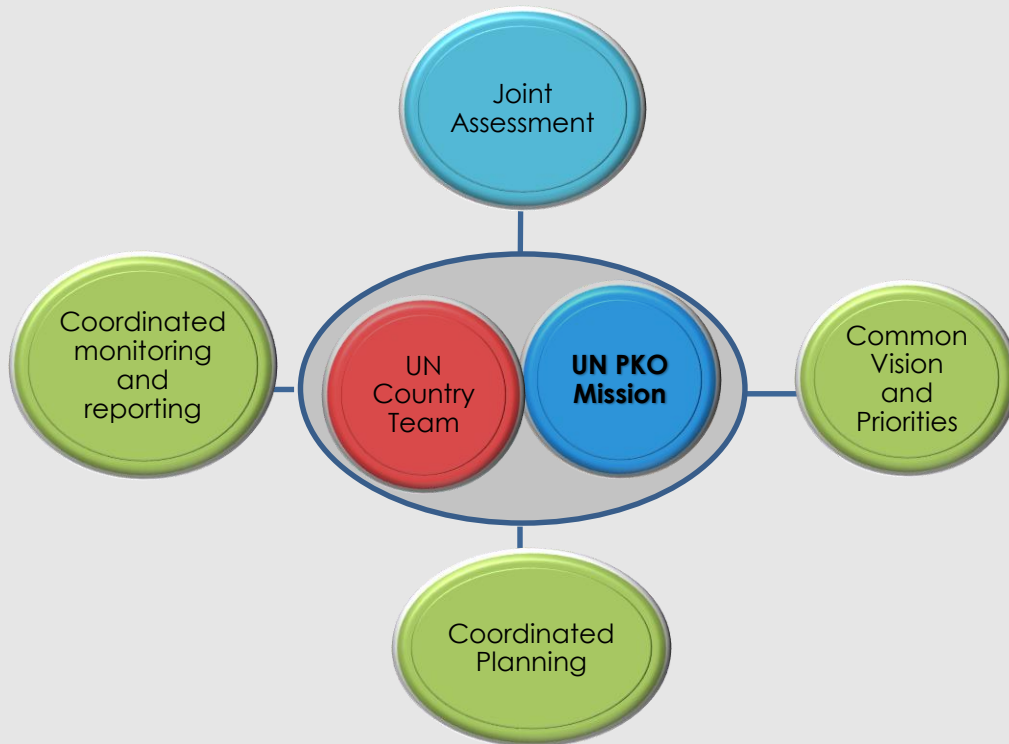 Joint
Assessment
Coordinated
monitoring
and
reporting
UN
Country
Team
UN PKO
Mission
Common
Vision
and
Priorities
Coordinated
Planning